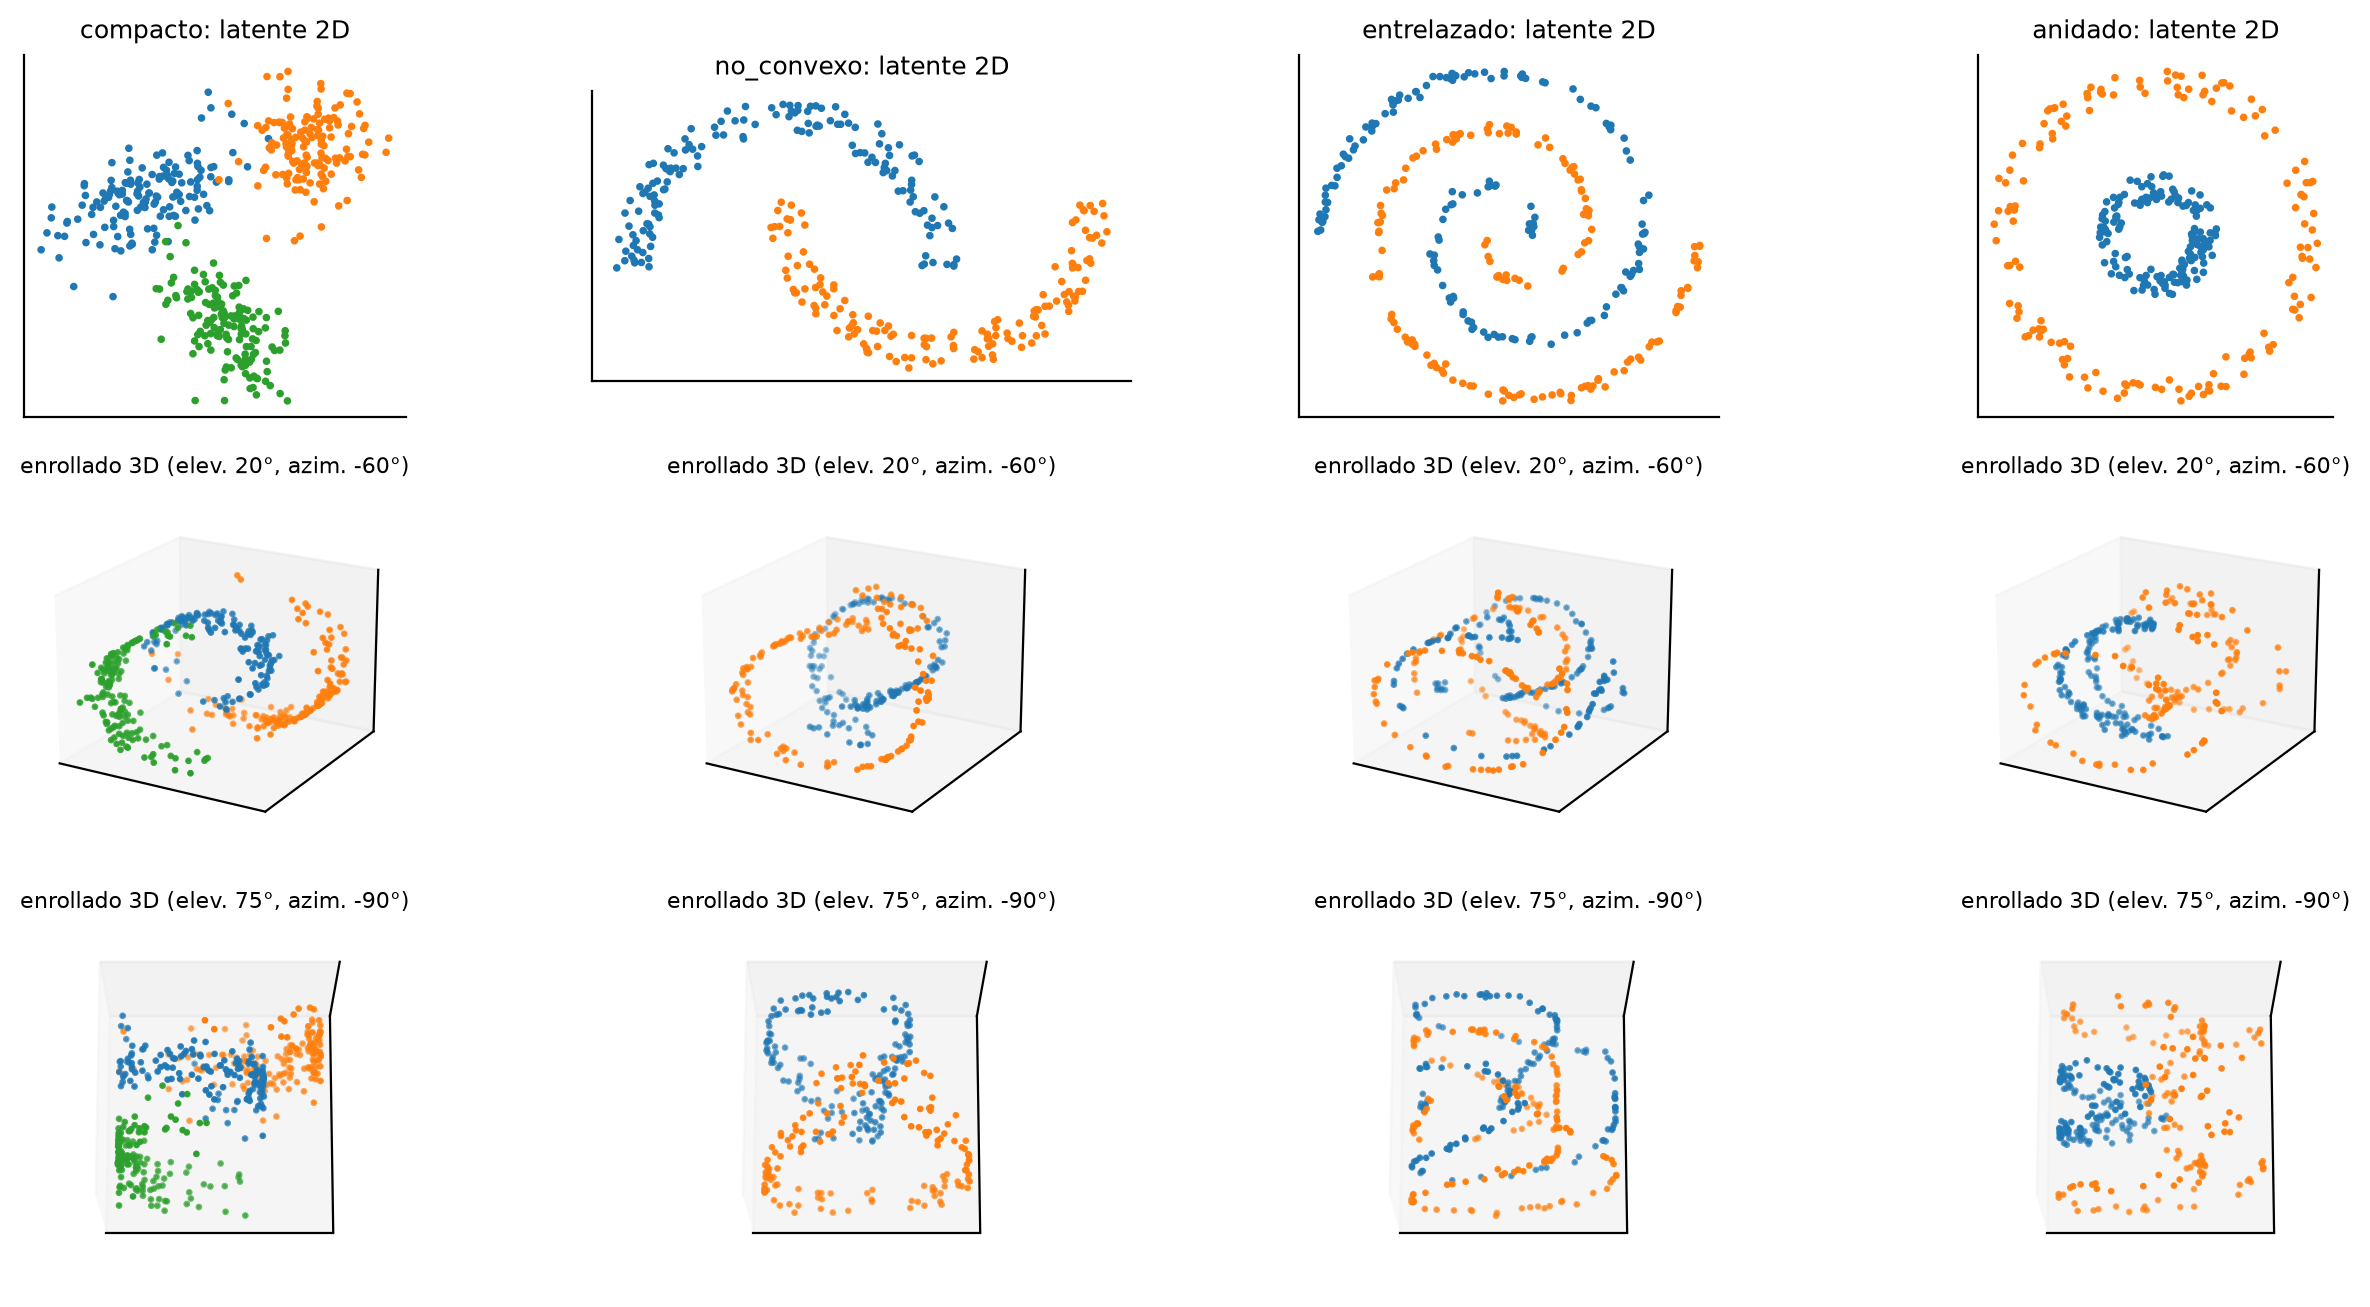 compacto: latente 2D
no_convexo: latente 2D
entrelazado: latente 2D
anidado: latente 2D
enrollado 3D (elev. 20°, azim. -60°)
enrollado 3D (elev. 20°, azim. -60°)
enrollado 3D (elev. 20°, azim. -60°)
enrollado 3D (elev. 20°, azim. -60°)
enrollado 3D (elev. 75°, azim. -90°)
enrollado 3D (elev. 75°, azim. -90°)
enrollado 3D (elev. 75°, azim. -90°)
enrollado 3D (elev. 75°, azim. -90°)